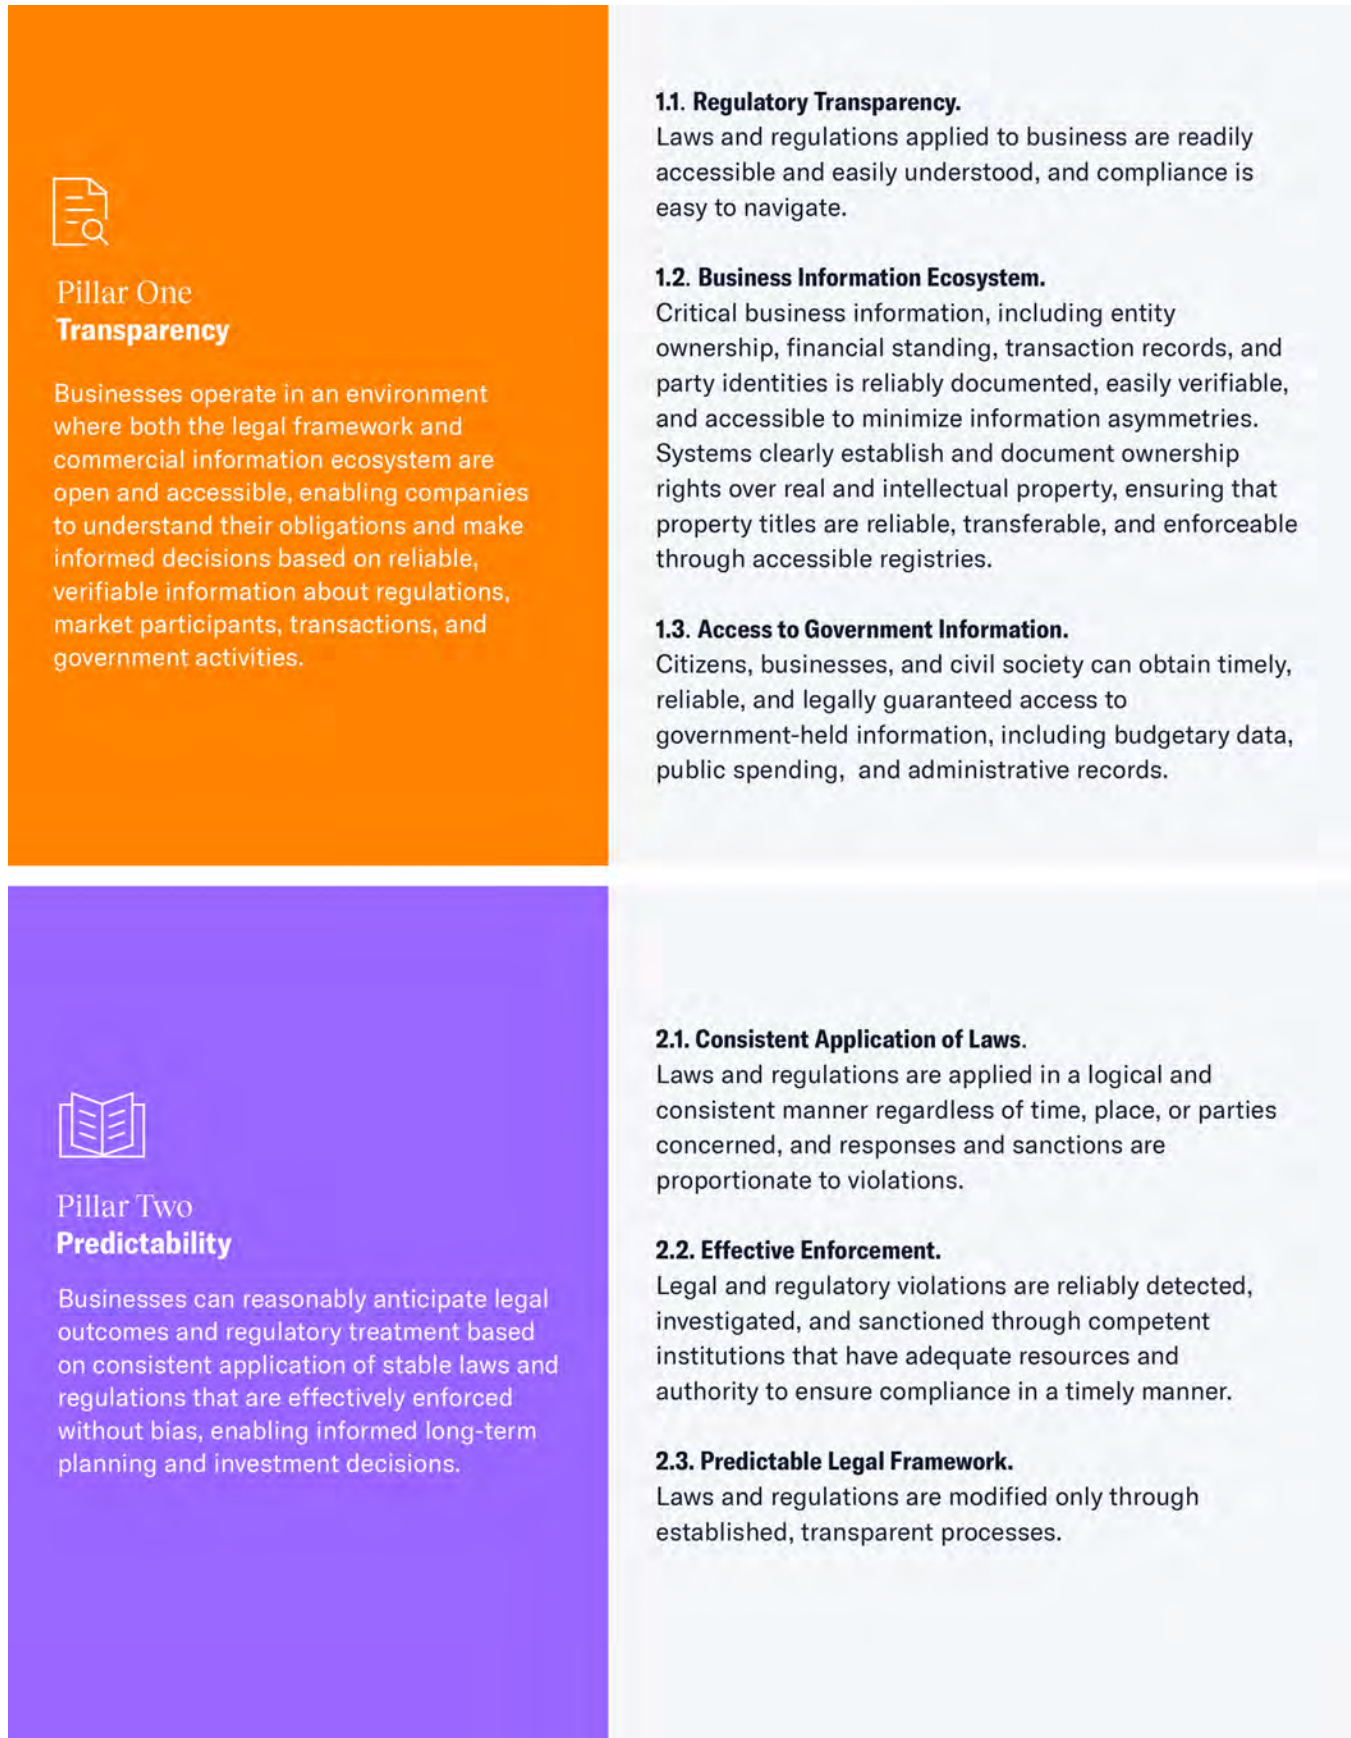 Pillar One
Transparency
Businesses operate in an environment
where both the legal framework and
commercial information ecosystem are
open and accessible, enabling companies
to understand their obligations and make
informed decisions based on reliable,
verifiable information about regulations,
market participants, transactions, and
government activities.
1.1. Regulatory Transparency.
Laws and regulations applied to business are readily
accessible and easily understood, and compliance is
easy to navigate.
1.2. Business Information Ecosystem.
Critical business information, including entity
ownership, financial standing, transaction records, and
party identities is reliably documented, easily verifiable,
and accessible to minimize information asymmetries.
Systems clearly establish and document ownership
rights over real and intellectual property, ensuring that
property titles are reliable, transferable, and enforceable
through accessible registries.
1.3. Access to Government Information.
Citizens, businesses, and civil society can obtain timely,
reliable, and legally guaranteed access to
government-held information, including budgetary data,
public spending, and administrative records.
Pillar Two
Predictability
Businesses can reasonably anticipate legal
outcomes and regulatory treatment based
on consistent application of stable laws and
regulations that are effectively enforced
without bias, enabling informed long-term
planning and investment decisions.
2.1. Consistent Application of Laws.
Laws and regulations are applied in a logical and
consistent manner regardless of time, place, or parties
concerned, and responses and sanctions are
proportionate to violations.
2.2. Effective Enforcement.
Legal and regulatory violations are reliably detected,
investigated, and sanctioned through competent
institutions that have adequate resources and
authority to ensure compliance in a timely manner.
2.3. Predictable Legal Framework.
Laws and regulations are modified only through
established, transparent processes.